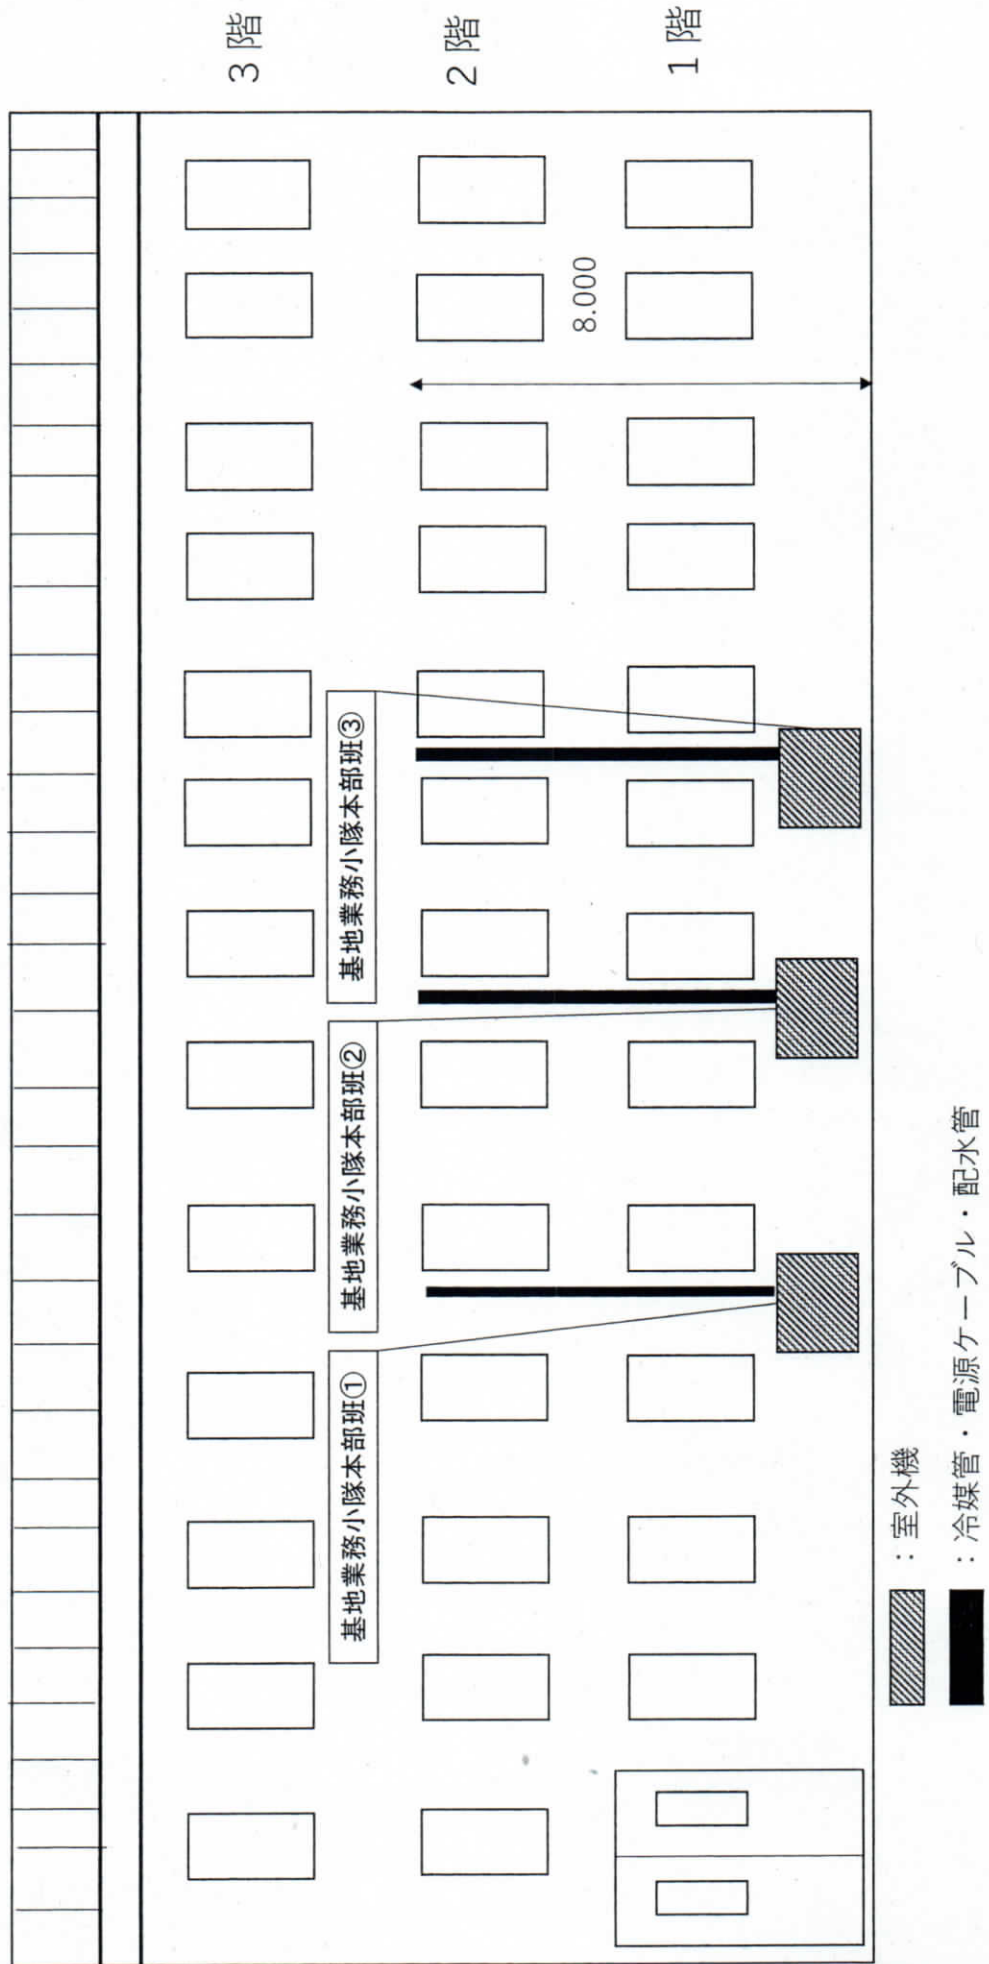 3階
2階
1階
8.000
基地業務小隊本部班①
基地業務小隊本部班②
基地業務小隊本部班③
：室外機
：冷媒管・電源ケーブル・配水管